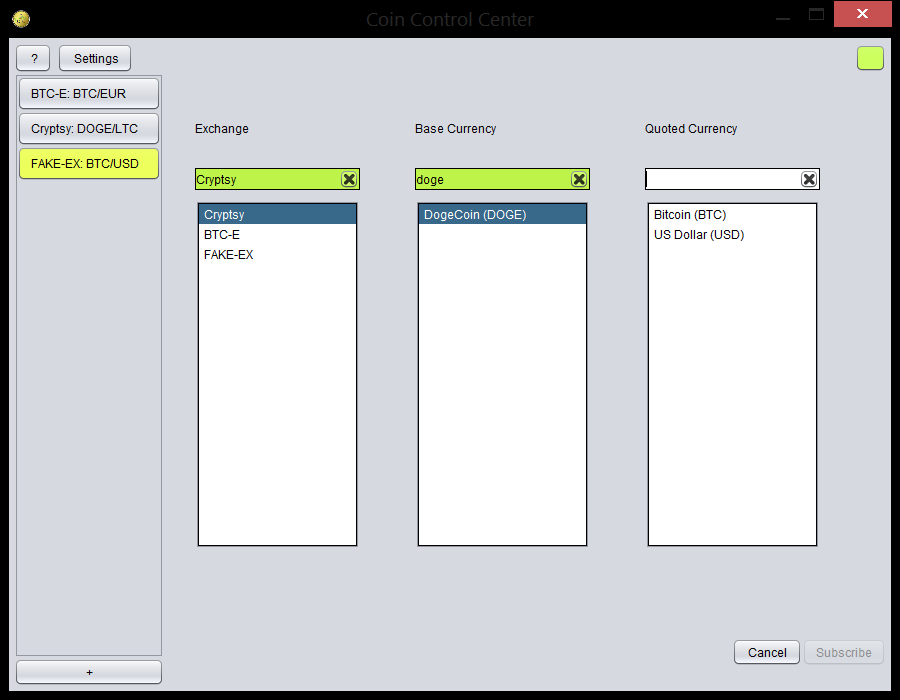 Coin Control Center
?
Settings
BTC-E: BTC/EUR
Cryptsy: DOGE/LTC
FAKE-EX: BTC/USD
+
Exchange
Cryptsy
Cryptsy
BTC-E
FAKE-EX
Base Currency
doge
DogeCoin (DOGE)
Quoted Currency
Bitcoin (BTC)
US Dollar (USD)
Cancel
Subscribe